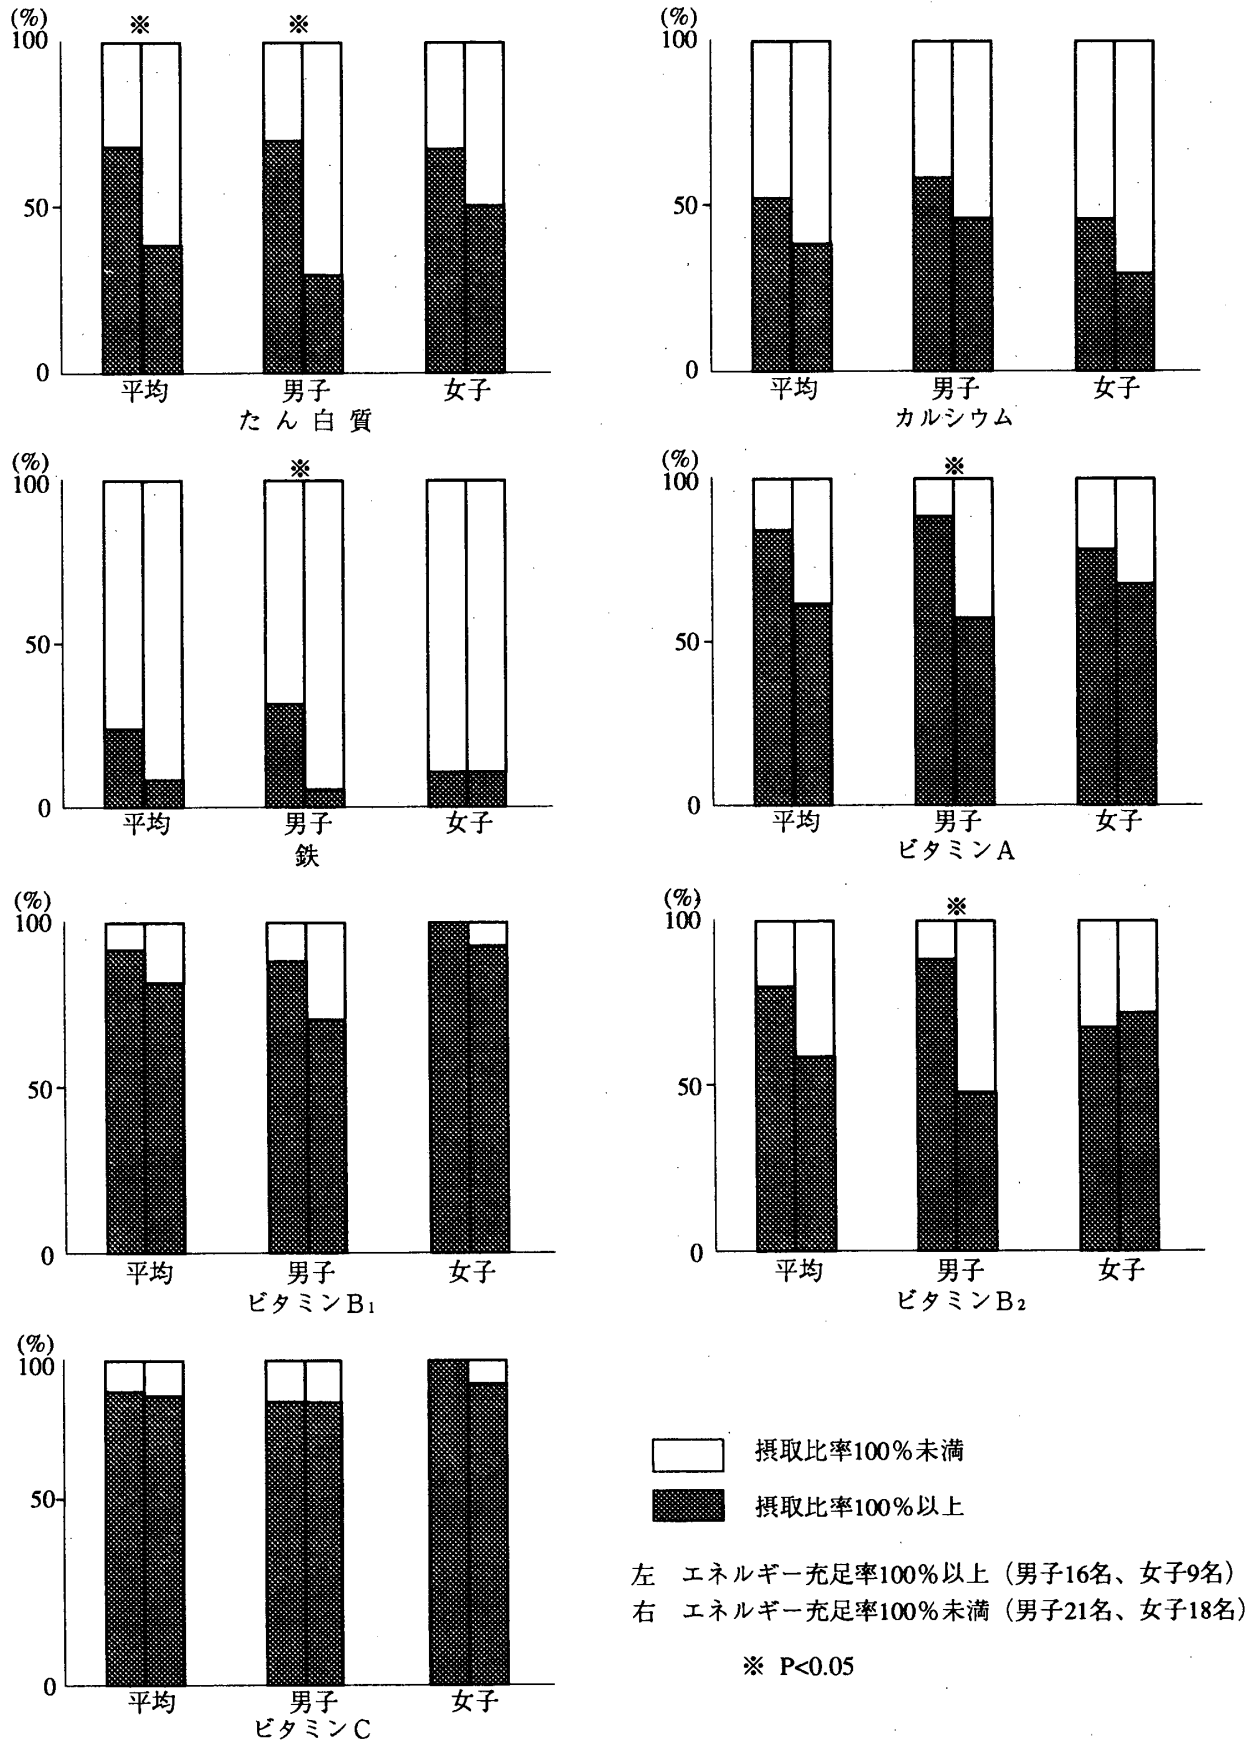 (%)
※ ※
100
50
0
平均 男子 女子
たん白質
(%)
100
50
0
平均 男子 女子
カルシウム
(%)
※
100
50
0
平均 男子 女子
鉄
(%)
※
100
50
0
平均 男子 女子
ビタミンA
(%)
100
50
0
平均 男子 女子
ビタミンB₁
(%)
※
100
50
0
平均 男子 女子
ビタミンB₂
(%)
100
50
0
平均 男子 女子
ビタミンC
摂取比率100%未満
摂取比率100%以上
左 エネルギー充足率100%以上(男子16名、女子9名)
右 エネルギー充足率100%未満(男子21名、女子18名)
※ P<0.05